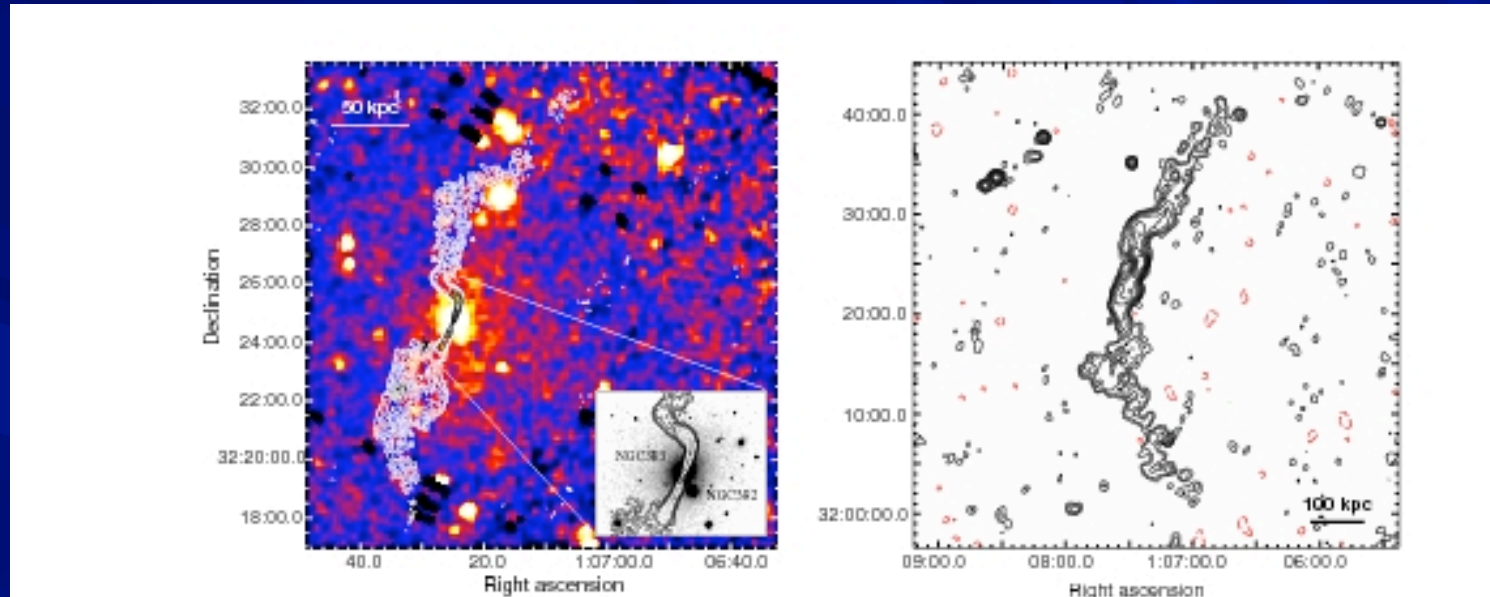 50 kpc
32:00.0
30:00.0
28:00.0
26:00.0
24:00.0
22:00.0
32:20:00.0
18:00.0
Declination
40.0 20.0 1:07:00.0 06:40.0
Right ascension
NGC383
NGC382
40:00.0
30:00.0
20:00.0
10:00.0
32:00:00.0
100 kpc
09:00.0 08:00.0 1:07:00.0 06:00.0
Right ascension